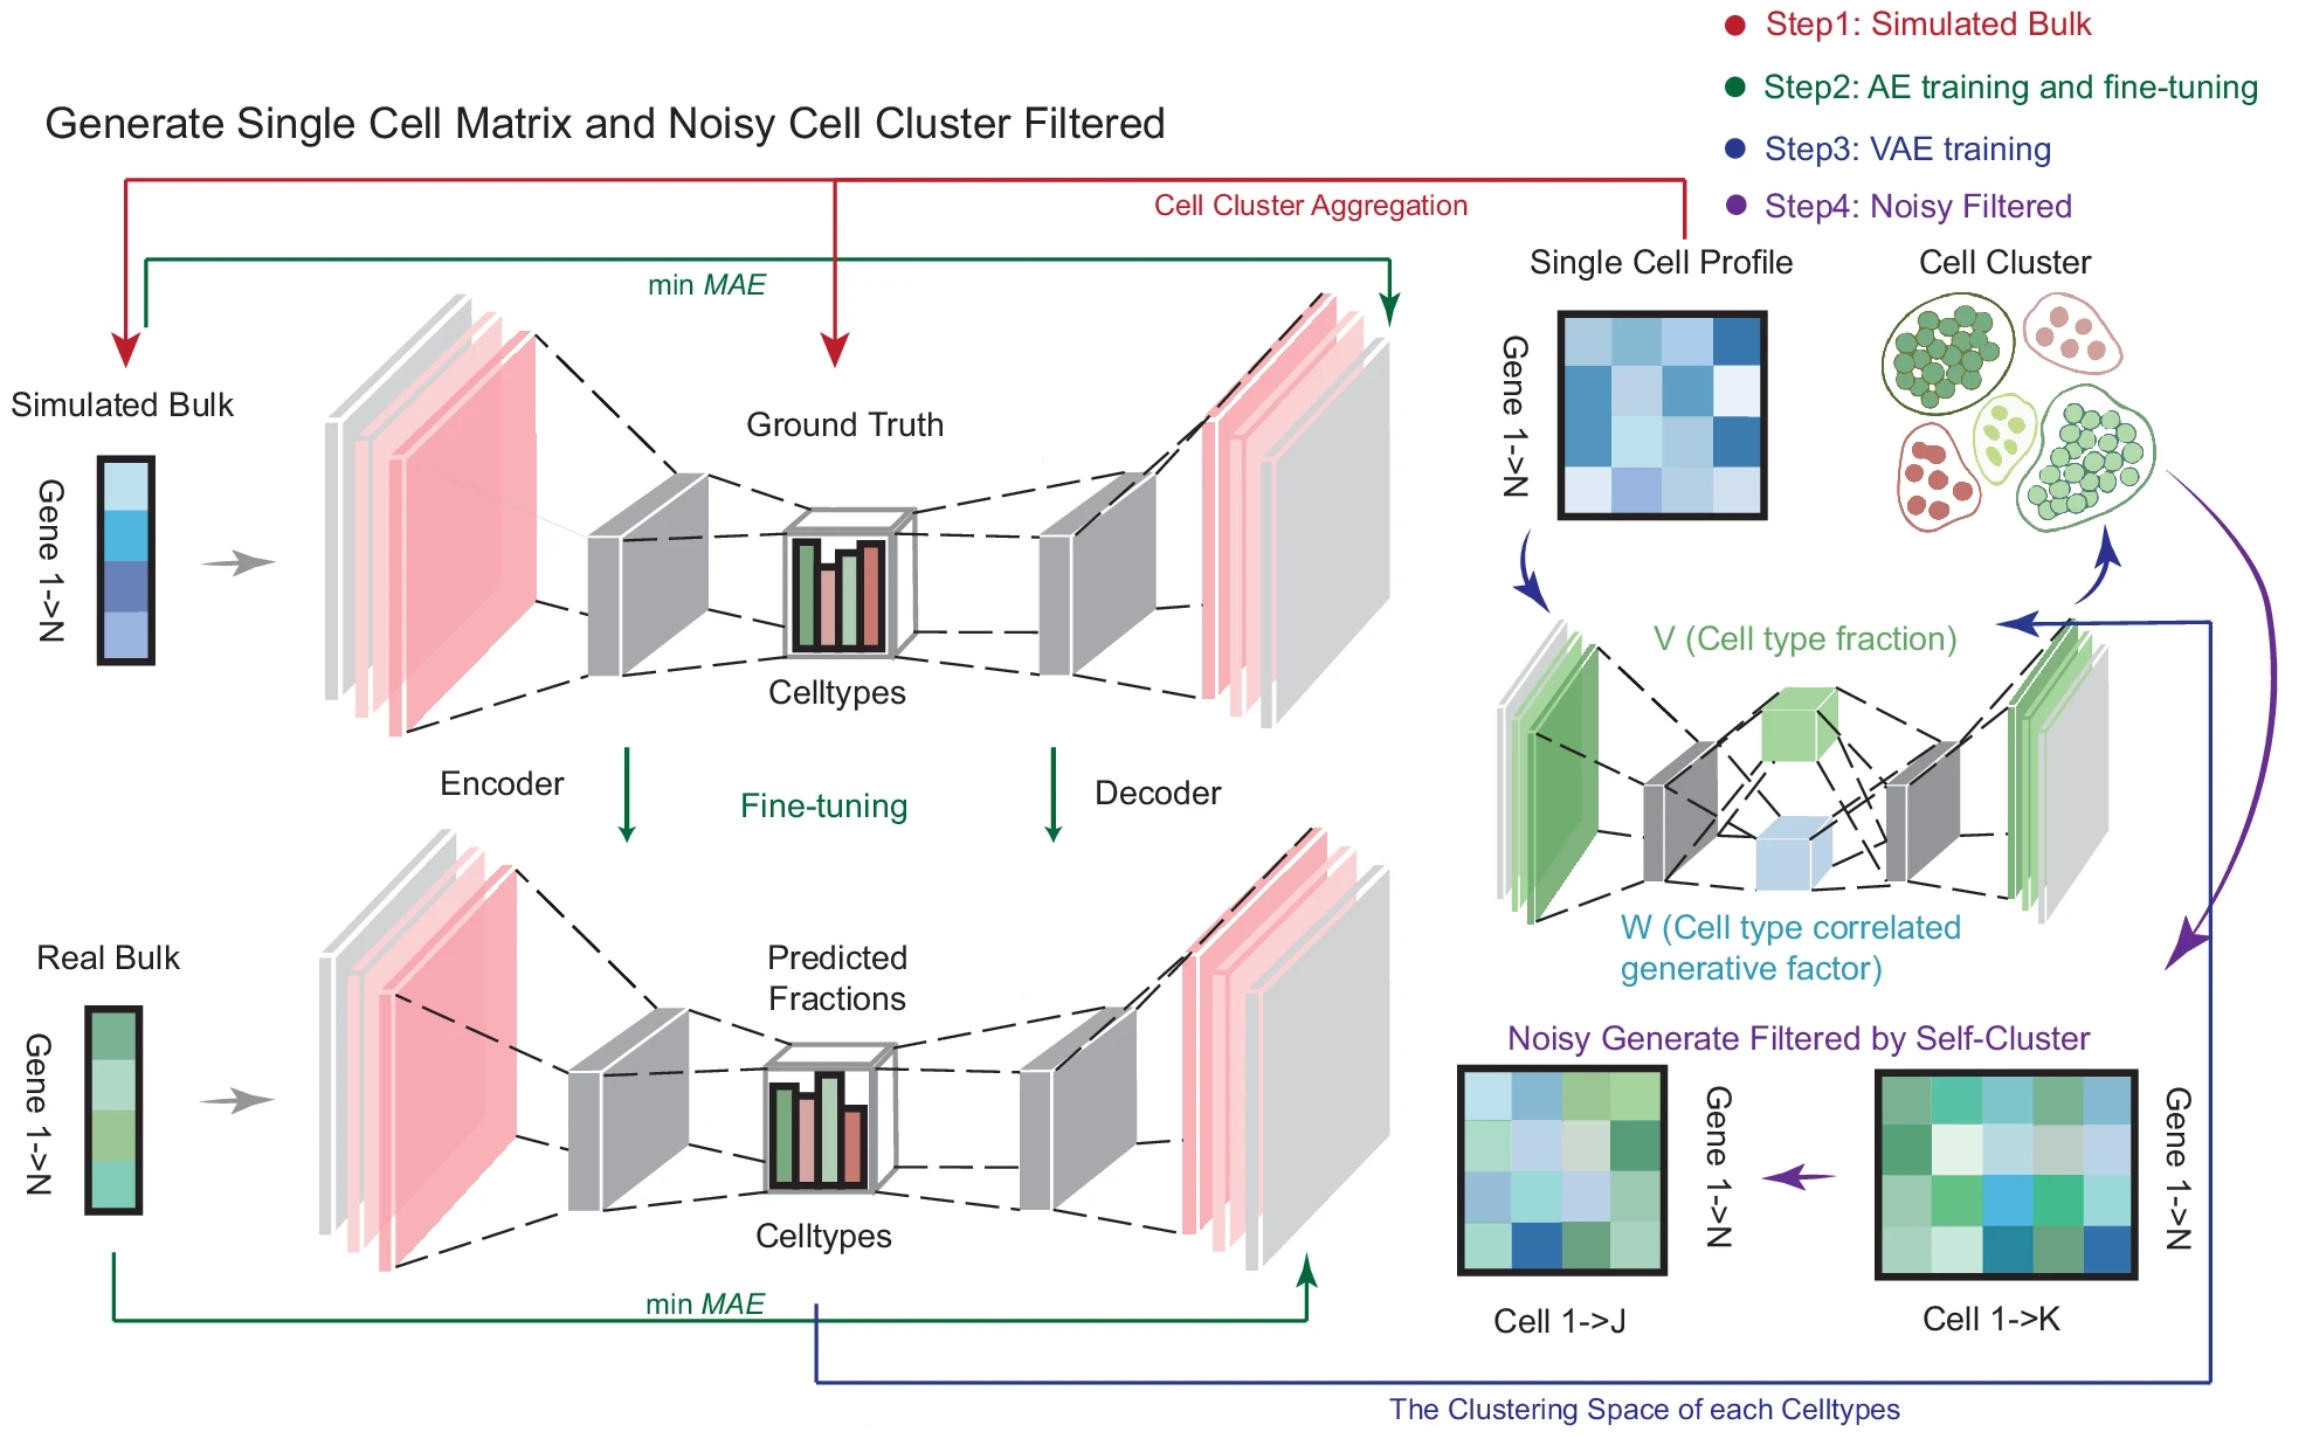 Step1: Simulated Bulk
Step2: AE training and fine-tuning
Step3: VAE training
Step4: Noisy Filtered
Generate Single Cell Matrix and Noisy Cell Cluster Filtered
Cell Cluster Aggregation
min MAE
Single Cell Profile
Cell Cluster
Gene 1->N
Simulated Bulk
Gene 1->N
Ground Truth
Celltypes
Encoder
Fine-tuning
Decoder
V (Cell type fraction)
W (Cell type correlated
generative factor)
Real Bulk
Gene 1->N
Predicted
Fractions
Celltypes
min MAE
Noisy Generate Filtered by Self-Cluster
Gene 1->N
Gene 1->N
Cell 1->J
Cell 1->K
The Clustering Space of each Celltypes